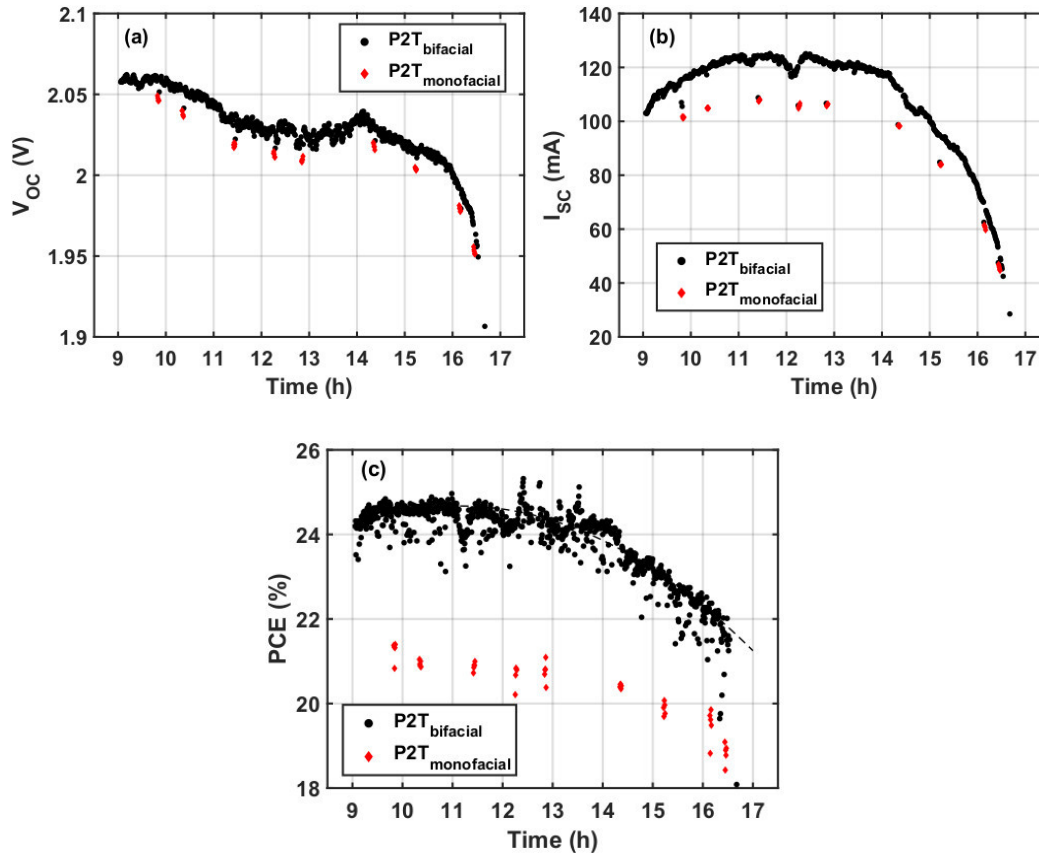 (a)
P2T_bifacial
P2T_monofacial
2.1
2.05
2
1.95
1.9
V_OC (V)
9 10 11 12 13 14 15 16 17
Time (h)
(b)
P2T_bifacial
P2T_monofacial
140
120
100
80
60
40
20
I_SC (mA)
9 10 11 12 13 14 15 16 17
Time (h)
(c)
P2T_bifacial
P2T_monofacial
26
24
22
20
18
PCE (%)
9 10 11 12 13 14 15 16 17
Time (h)